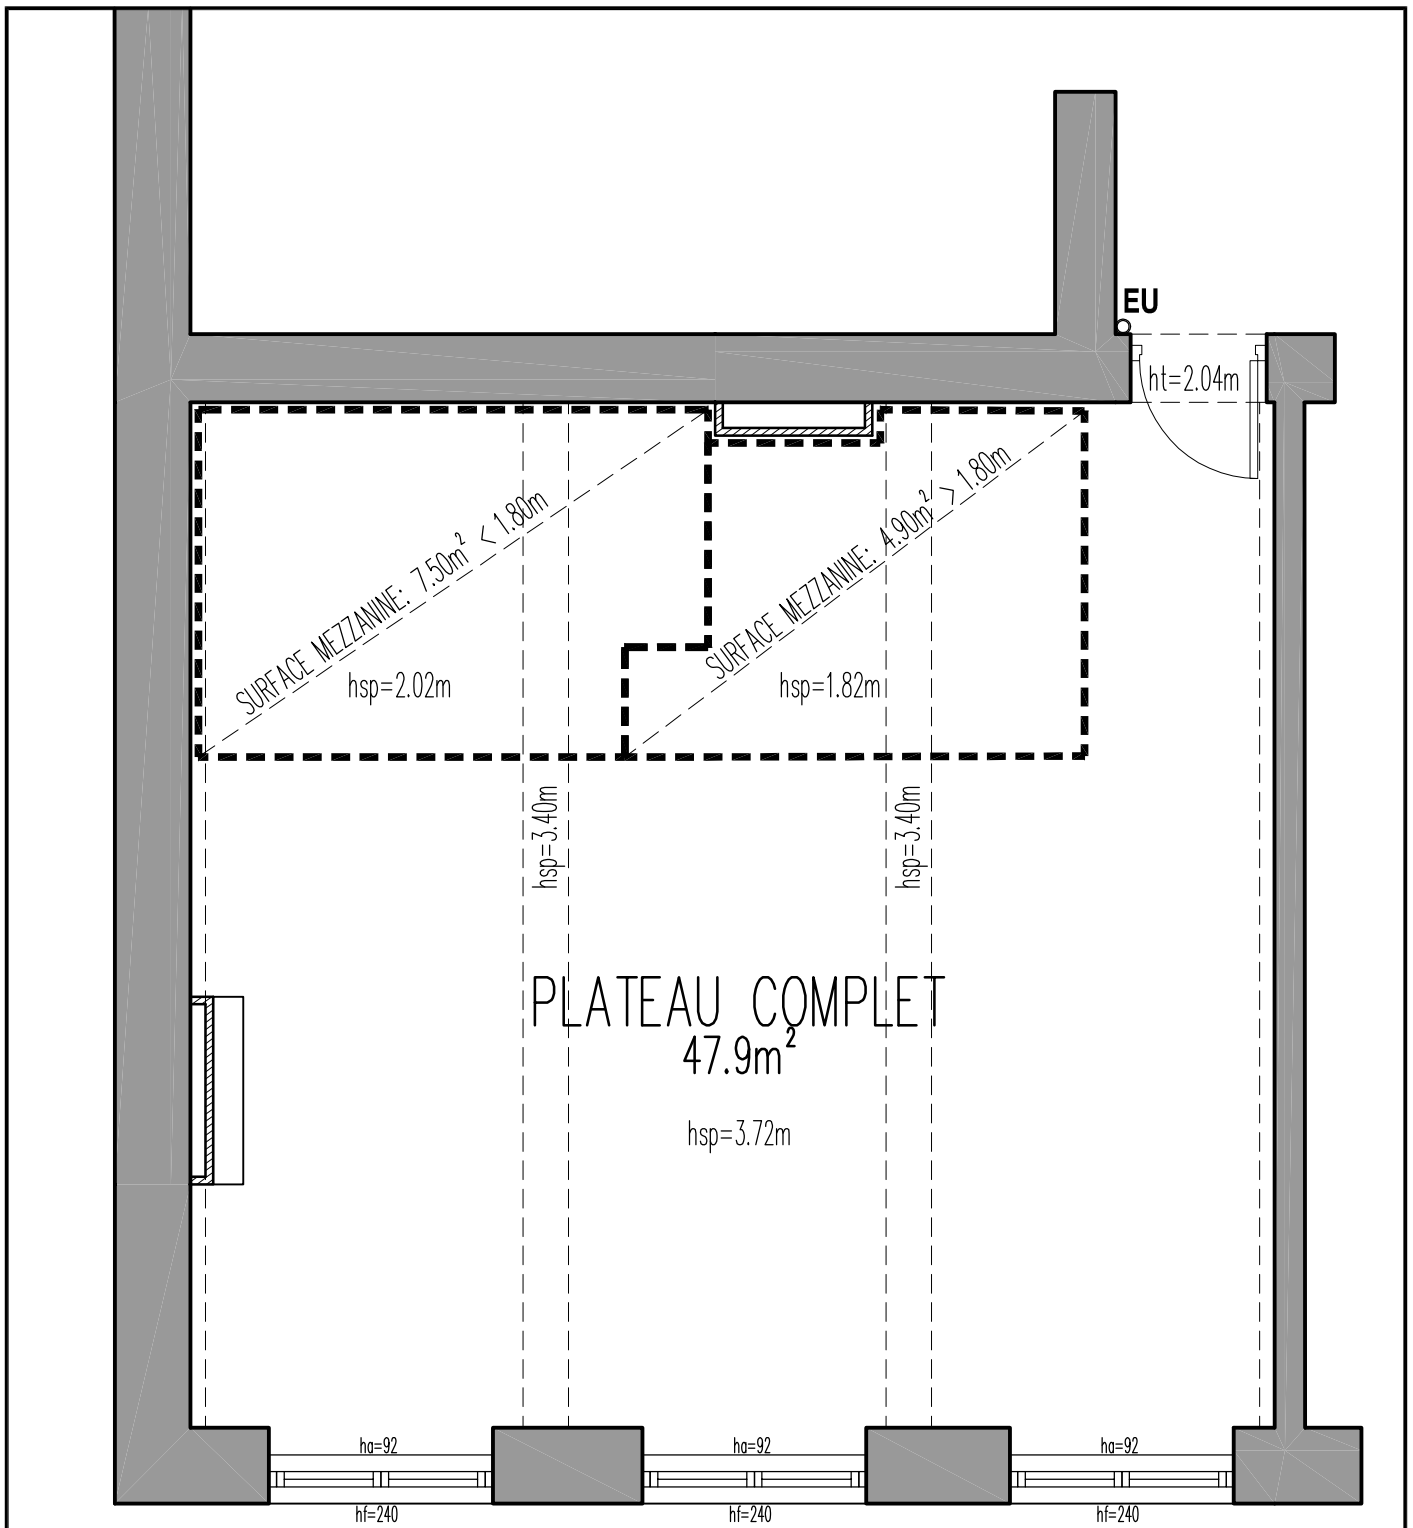 EU
ht=2.04m
SURFACE MEZZANINE: 7.50m² < 1.80m
SURFACE MEZZANINE: 4.90m² > 1.80m
hsp=2.02m
hsp=1.82m
hsp=3.40m
hsp=3.40m
PLATEAU COMPLET
47.9m²
hsp=3.72m
ha=92
ha=92
ha=92
hf=240
hf=240
hf=240